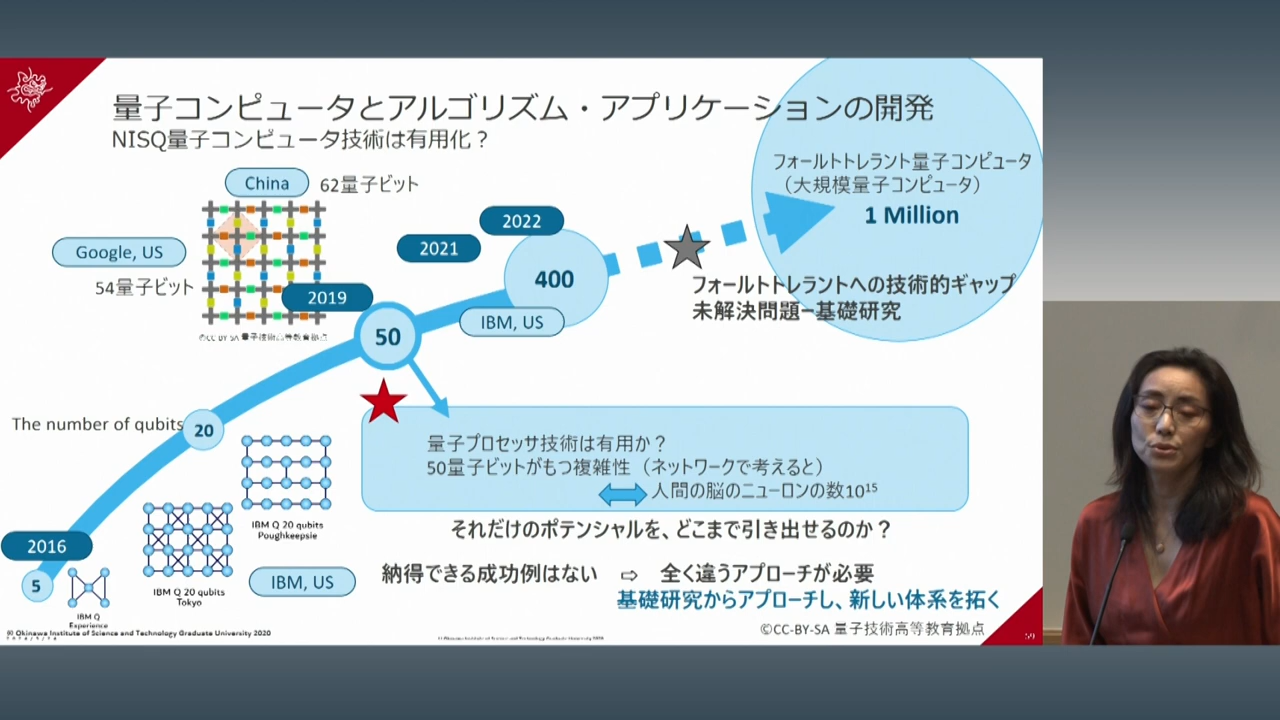 量子コンピュータとアルゴリズム・アプリケーションの開発
NISQ量子コンピュータ技術は有用化？
China
62量子ビット
Google, US
54量子ビット
©CC BY SA 量子技術高等教育拠点
2019
2021
2022
400
IBM, US
50
フォールトトレラント量子コンピュータ
（大規模量子コンピュータ）
1 Million
フォールトトレラントへの技術的ギャップ
未解決問題−基礎研究
The number of qubits
20
量子プロセッサ技術は有用か？
50量子ビットがもつ複雑性（ネットワークで考えると）
人間の脳のニューロンの数10¹⁵
それだけのポテンシャルを、どこまで引き出せるのか？
納得できる成功例はない ⇨ 全く違うアプローチが必要
基礎研究からアプローチし、新しい体系を拓く
2016
5
IBM Q
Experience
IBM Q 20 qubits
Tokyo
IBM Q 20 qubits
Poughkeepsie
IBM, US
©CC-BY-SA 量子技術高等教育拠点
© Okinawa Institute of Science and Technology Graduate University 2020
59